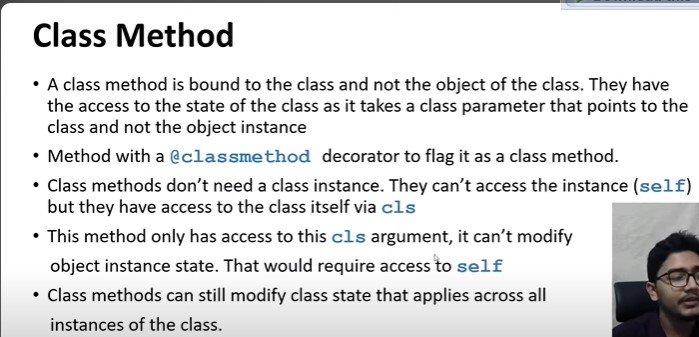 Class Method
• A class method is bound to the class and not the object of the class. They have
the access to the state of the class as it takes a class parameter that points to the
class and not the object instance
• Method with a @classmethod decorator to flag it as a class method.
• Class methods don't need a class instance. They can't access the instance (self)
but they have access to the class itself via cls
• This method only has access to this cls argument, it can't modify
object instance state. That would require access to self
• Class methods can still modify class state that applies across all
instances of the class.